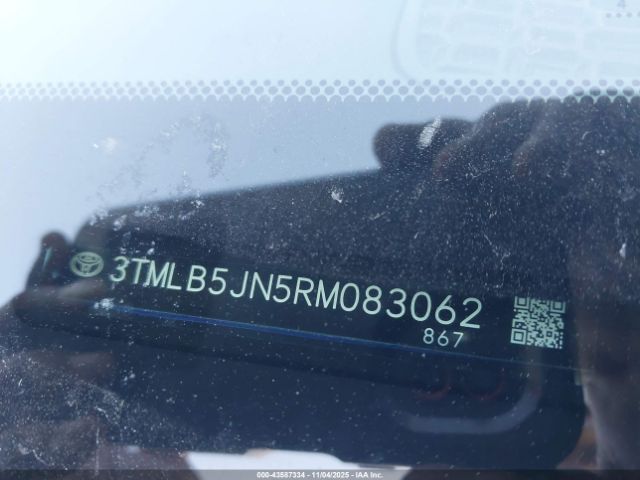 3TMLB5JN5RM083062
867
000-43587334 - 11/04/2025 - IAA Inc.